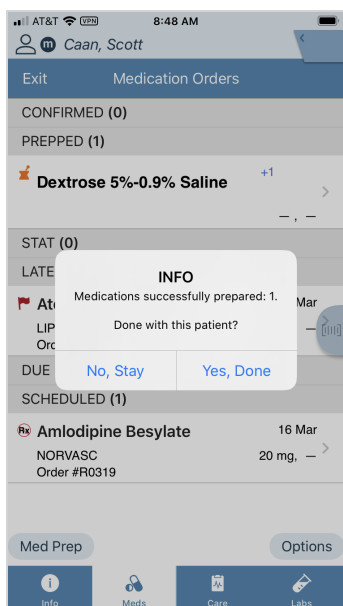 AT&T VPN 8:48 AM
m Caan, Scott
Exit Medication Orders
CONFIRMED (0)
PREPPED (1)
Dextrose 5%-0.9% Saline +1
– , –
STAT (0)
LATE
INFO
Medications successfully prepared: 1.
Done with this patient?
No, Stay Yes, Done
Mar
LIP –
DUE
SCHEDULED (1)
Rx Amlodipine Besylate 16 Mar
NORVASC 20 mg, –
Order #R0319
Med Prep Options
Info Meds Care Labs